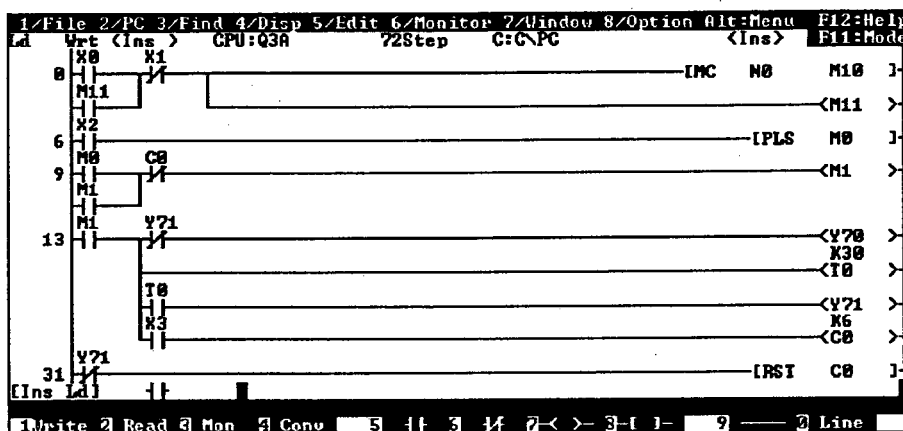 1/File 2/PC 3/Find 4/Disp 5/Edit 6/Monitor 7/Window 8/Option Alt:Menu F12:Help
Ld Wrt <Ins > CPU:Q3A 72Step C:C\PC <Ins> F11:Mode
X0 X1
0 [MC N0 M10 ]
M11
<M11 >
X2
6 [PLS M0 ]
M0 C0
9 <M1 >
M1
M1 Y71
13 <Y70 >
K30
<T0 >
T0
<Y71 >
X3 K6
<C0 >
Y71
31 [RST C0 ]
[Ins Ld]
1Write 2 Read 3 Mon 4 Conv 5 6 7 -< >- 8-[ ]- 9 0 Line